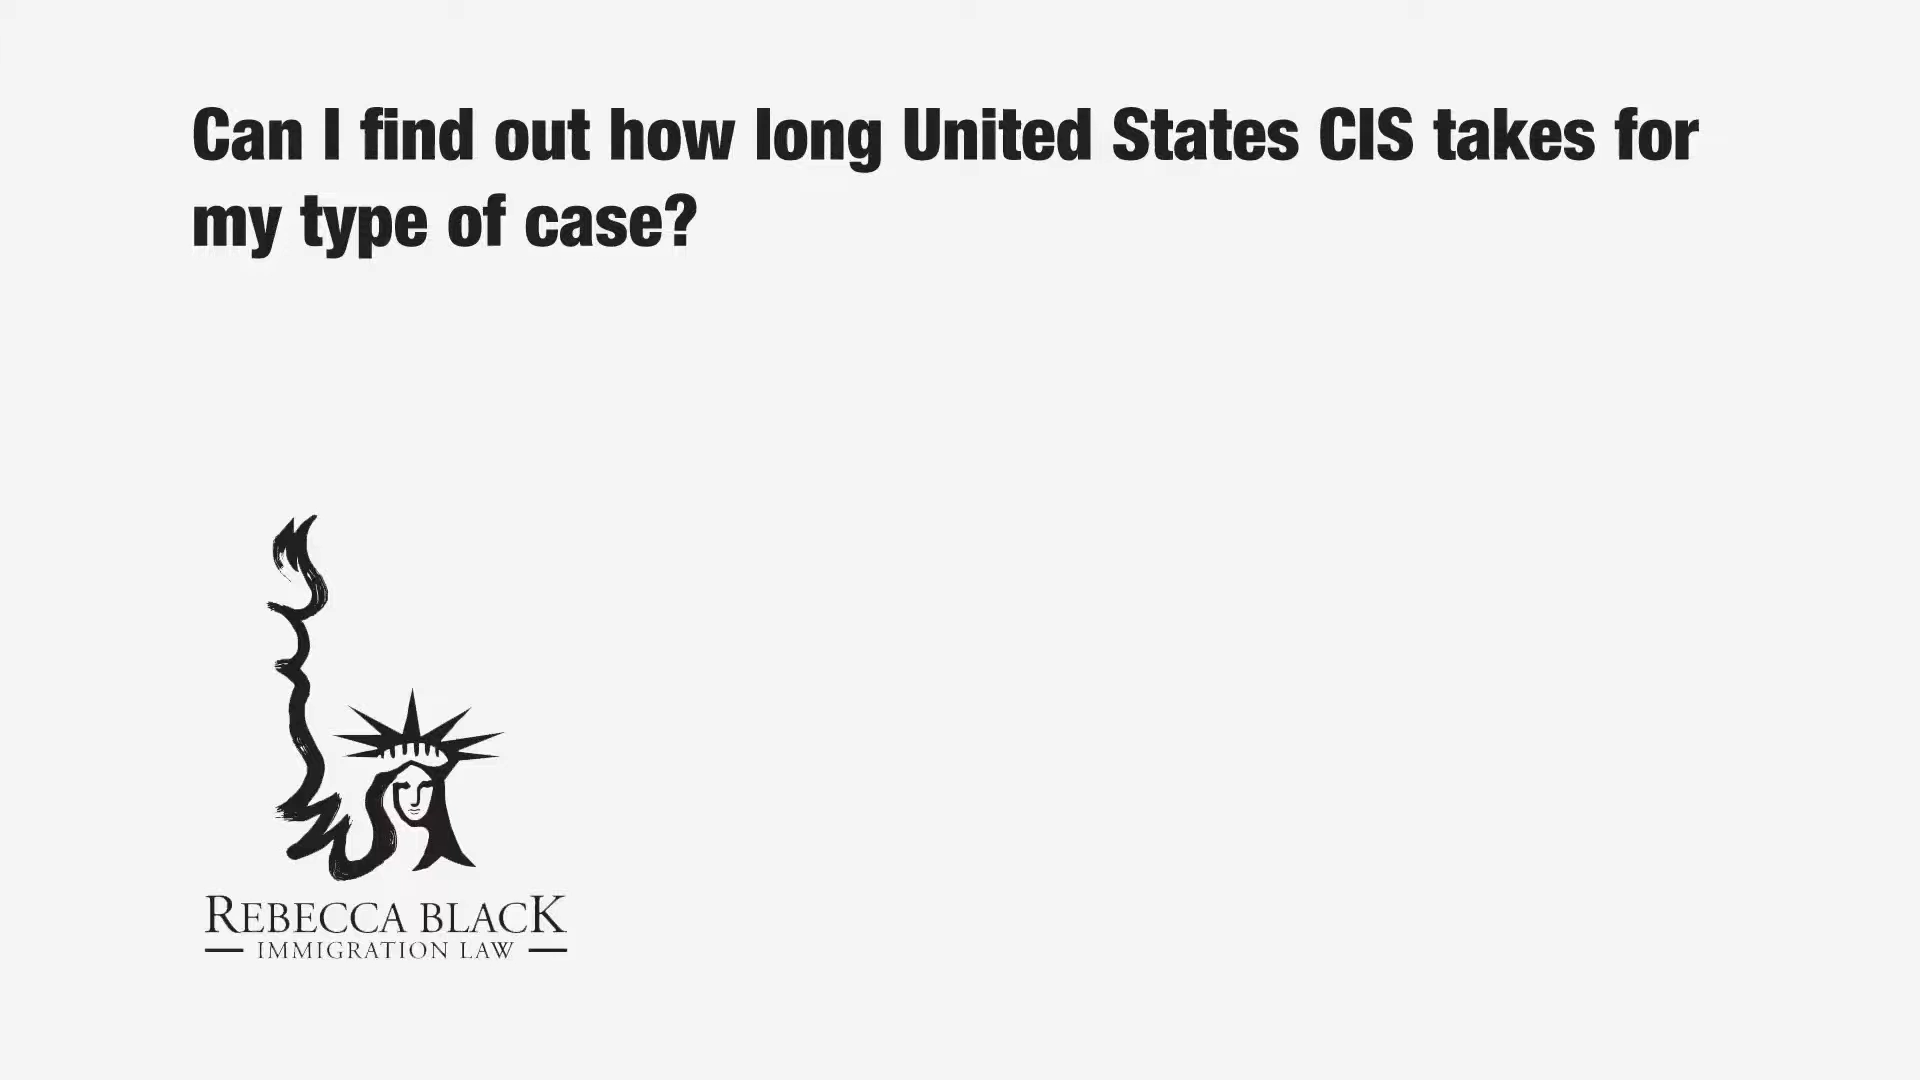 Can I find out how long United States CIS takes for
my type of case?
REBECCA BLACK
IMMIGRATION LAW